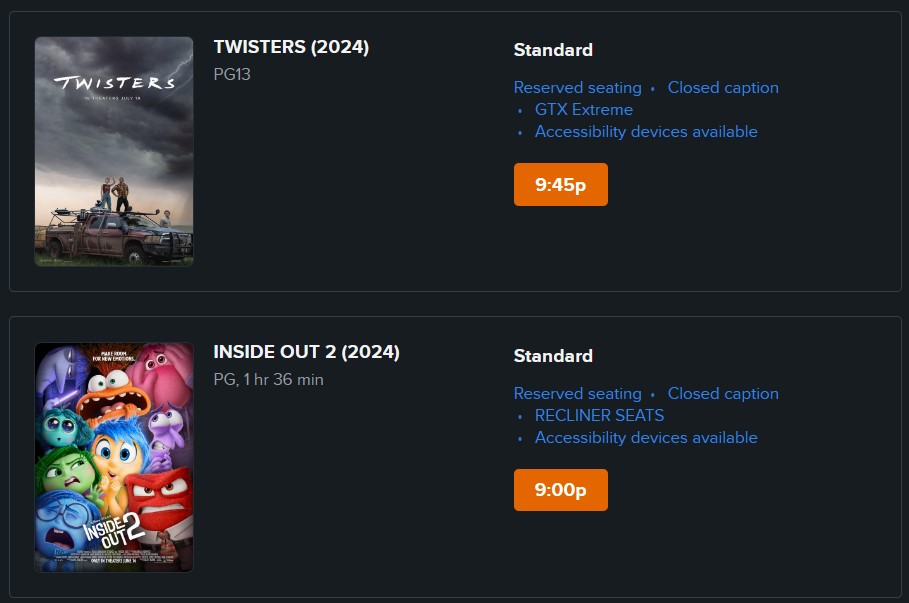 TWISTERS
IN THEATERS JULY 19
TWISTERS (2024)
PG13
Standard
Reserved seating • Closed caption
• GTX Extreme
• Accessibility devices available
9:45p
MAKE ROOM
FOR NEW EMOTIONS.
INSIDE
OUT 2
ONLY IN THEATERS JUNE 14
INSIDE OUT 2 (2024)
PG, 1 hr 36 min
Standard
Reserved seating • Closed caption
• RECLINER SEATS
• Accessibility devices available
9:00p